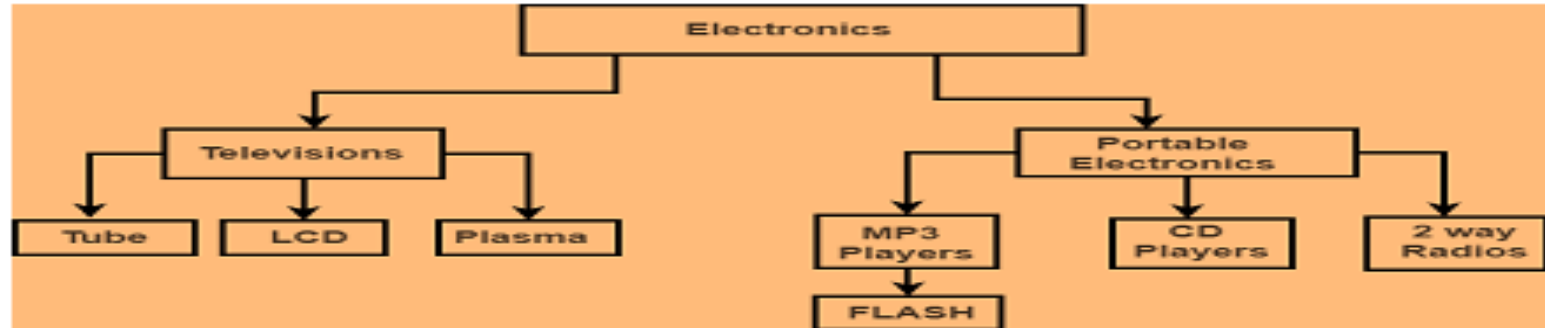 Electronics
Televisions
Portable
Electronics
Tube
LCD
Plasma
MP3
Players
CD
Players
2 way
Radios
FLASH